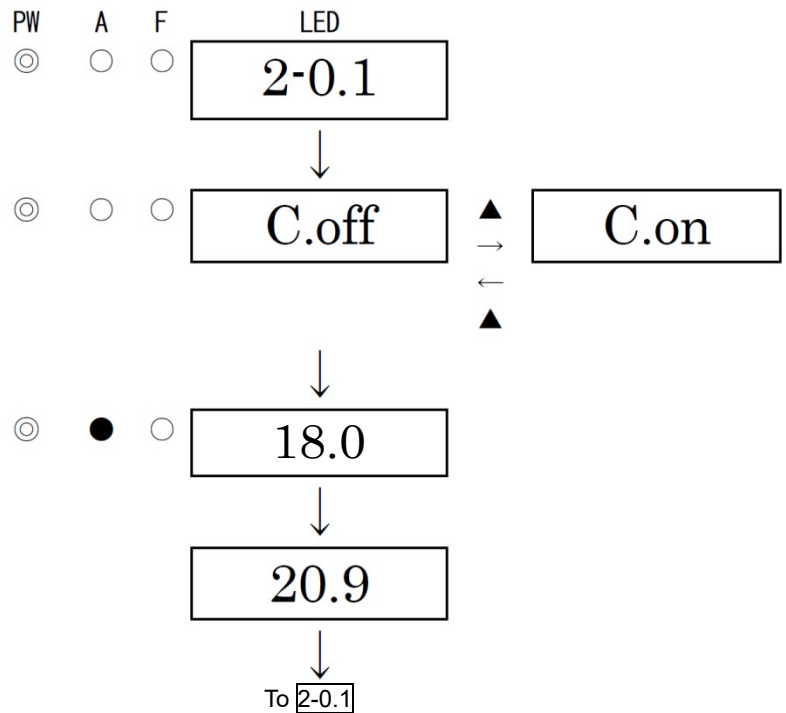 PW A F LED
◎ ○ ○ 2-0.1
↓
◎ ○ ○ C.off ▲ C.on
→
←
▲
↓
◎ ● ○ 18.0
↓
20.9
↓
To 2-0.1